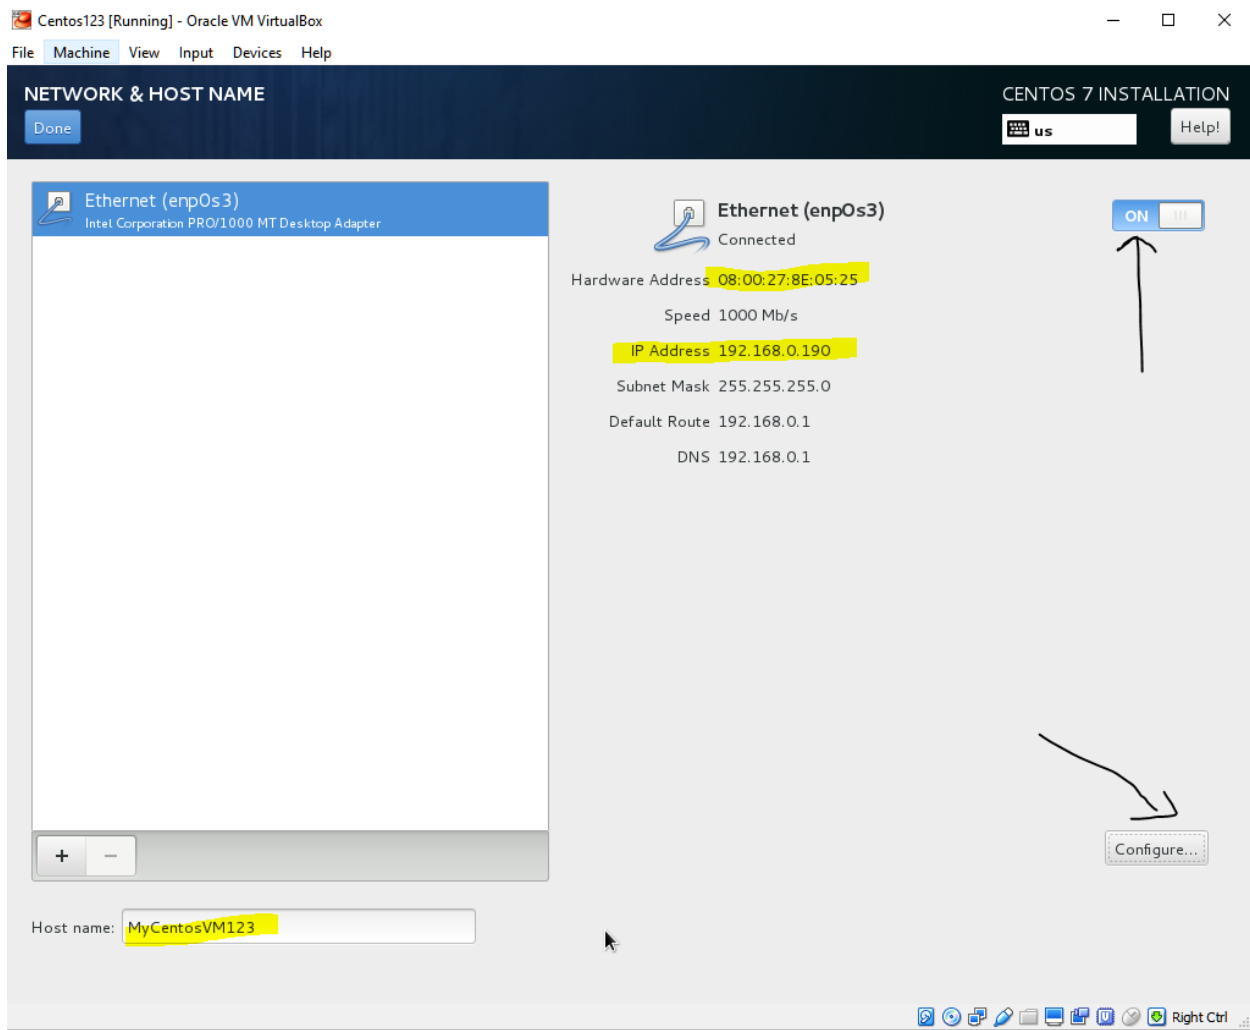 Centos123 [Running] - Oracle VM VirtualBox
File Machine View Input Devices Help
NETWORK & HOST NAME
CENTOS 7 INSTALLATION
Done
us
Help!
Ethernet (enp0s3)
Intel Corporation PRO/1000 MT Desktop Adapter
Ethernet (enp0s3)
Connected
ON
Hardware Address 08:00:27:8E:05:25
Speed 1000 Mb/s
IP Address 192.168.0.190
Subnet Mask 255.255.255.0
Default Route 192.168.0.1
DNS 192.168.0.1
+ −
Configure...
Host name: MyCentosVM123
Right Ctrl